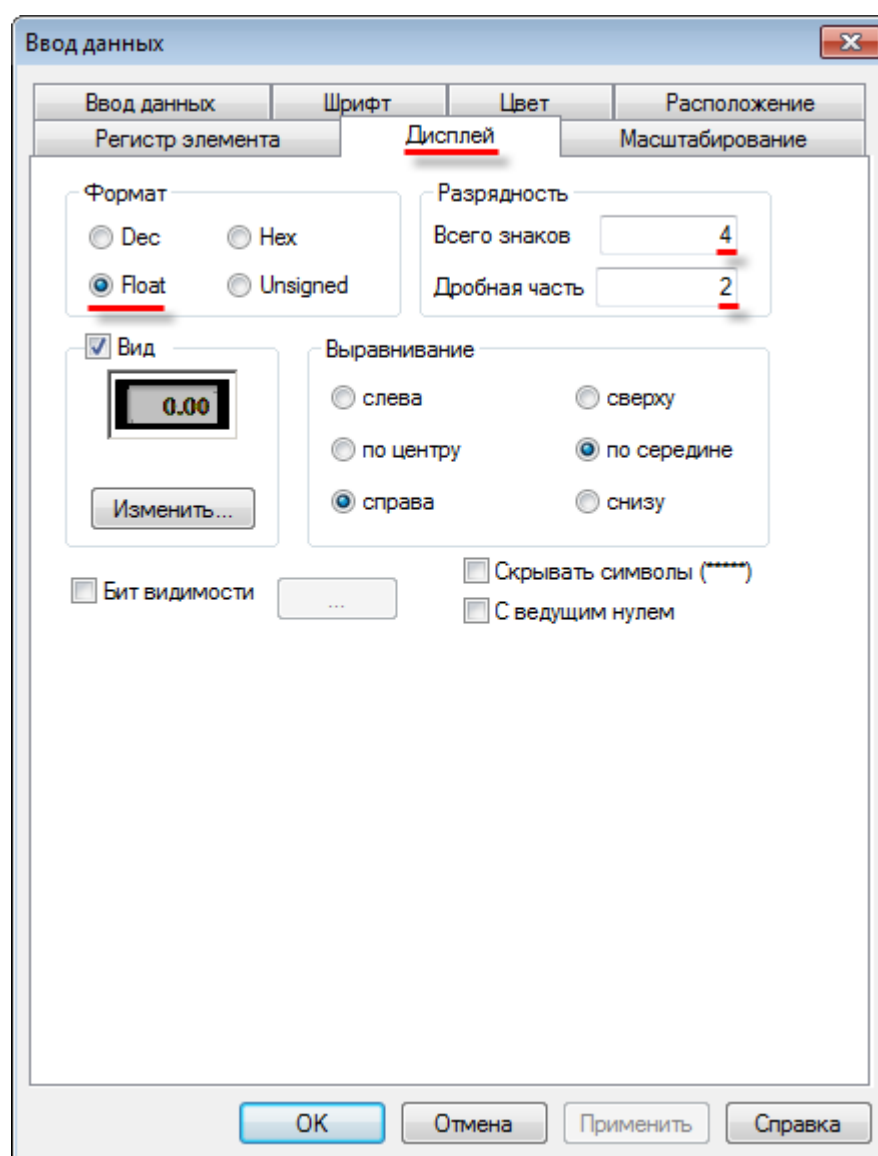 Ввод данных
Ввод данных Шрифт Цвет Расположение
Регистр элемента Дисплей Масштабирование
Формат Разрядность
Dec Hex Всего знаков 4
Float Unsigned Дробная часть 2
Вид Выравнивание
0.00 слева сверху
по центру по середине
Изменить... справа снизу
Скрывать символы (*****)
Бит видимости ...
С ведущим нулем
OK Отмена Применить Справка